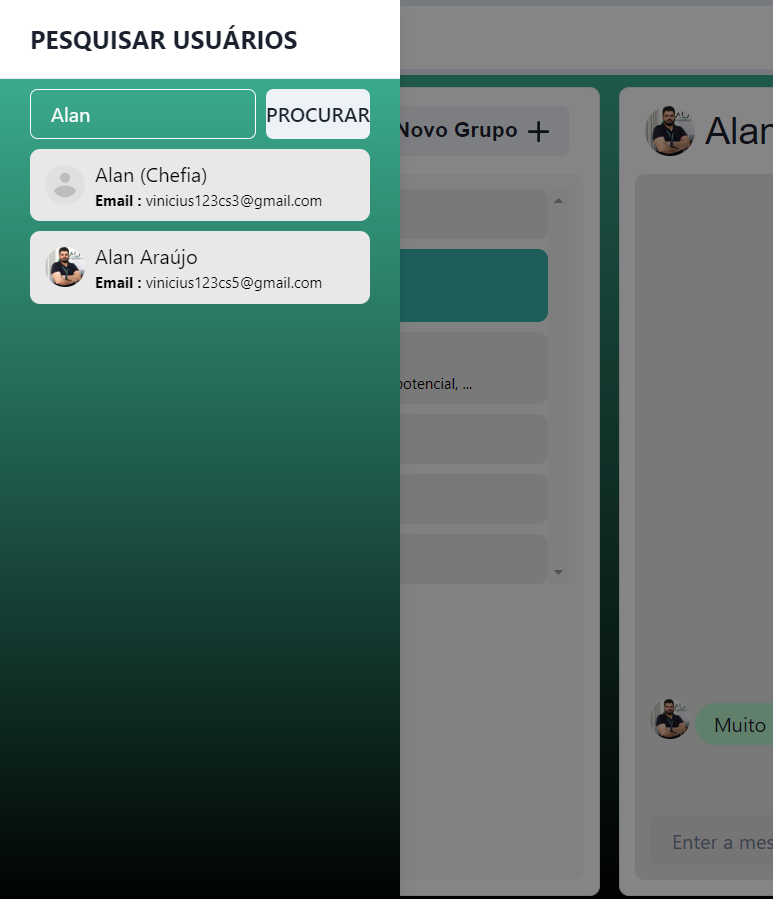 PESQUISAR USUÁRIOS
Alan
PROCURAR
Alan (Chefia)
Email : vinicius123cs3@gmail.com
Alan Araújo
Email : vinicius123cs5@gmail.com
Novo Grupo +
potencial, ...
Alan
Muito
Enter a mes